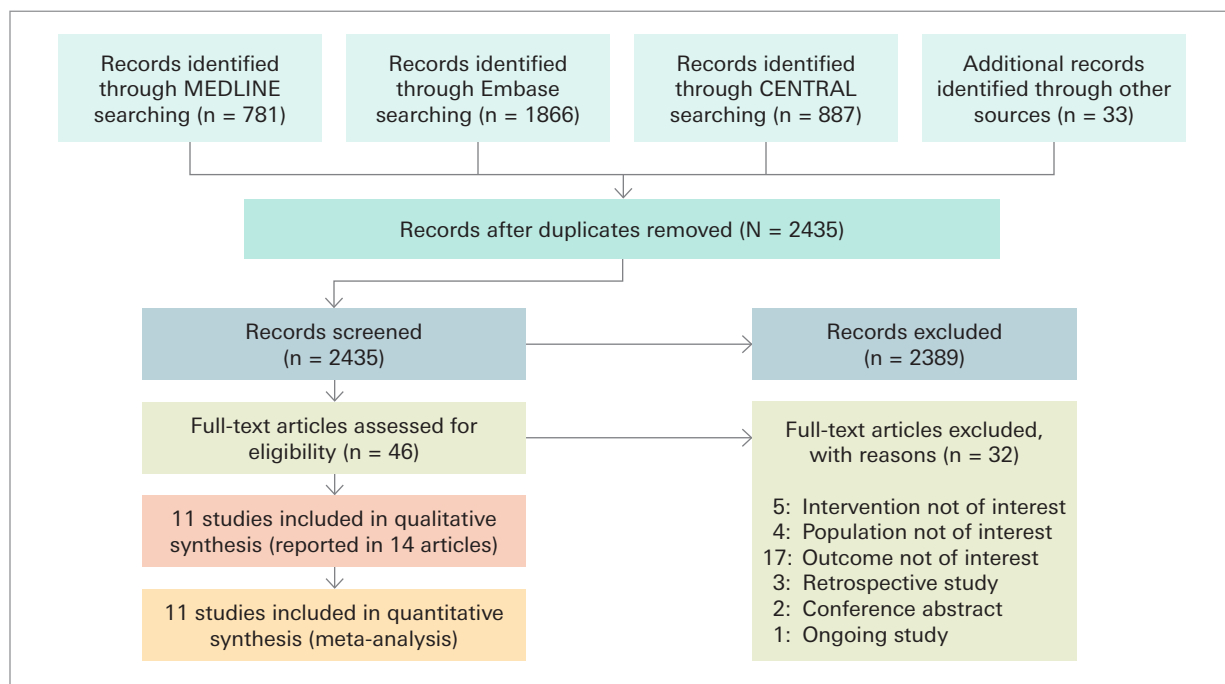 Records identified
through MEDLINE
searching (n = 781)
Records identified
through Embase
searching (n = 1866)
Records identified
through CENTRAL
searching (n = 887)
Additional records
identified through other
sources (n = 33)
Records after duplicates removed (N = 2435)
Records screened
(n = 2435)
Records excluded
(n = 2389)
Full-text articles assessed for
eligibility (n = 46)
Full-text articles excluded,
with reasons (n = 32)
5: Intervention not of interest
4: Population not of interest
17: Outcome not of interest
3: Retrospective study
2: Conference abstract
1: Ongoing study
11 studies included in qualitative
synthesis (reported in 14 articles)
11 studies included in quantitative
synthesis (meta-analysis)